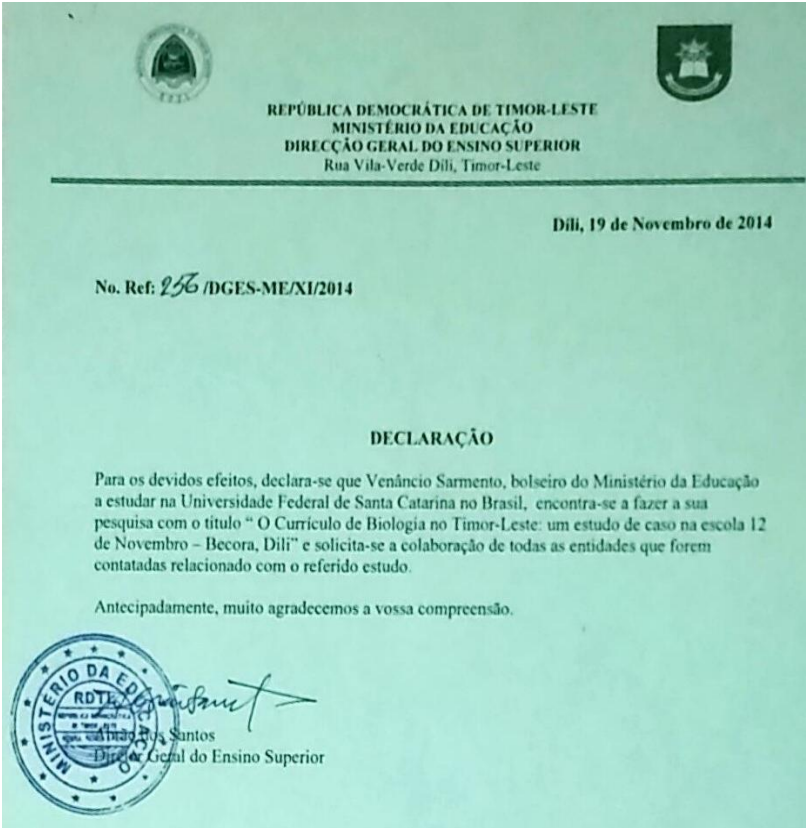 REPÚBLICA DEMOCRÁTICA DE TIMOR-LESTE
MINISTÉRIO DA EDUCAÇÃO
DIRECÇÃO GERAL DO ENSINO SUPERIOR
Rua Vila-Verde Dili, Timor-Leste
Dili, 19 de Novembro de 2014
No. Ref: 256 /DGES-ME/XI/2014
DECLARAÇÃO
Para os devidos efeitos, declara-se que Venâncio Sarmento, bolseiro do Ministério da Educação
a estudar na Universidade Federal de Santa Catarina no Brasil, encontra-se a fazer a sua
pesquisa com o titulo “ O Currículo de Biologia no Timor-Leste: um estudo de caso na escola 12
de Novembro – Becora, Dili” e solicita-se a colaboração de todas as entidades que forem
contatadas relacionado com o referido estudo.
Antecipadamente, muito agradecemos a vossa compreensão.
MINISTÉRIO DA EDUCAÇÃO
RDTL
dos Santos
Geral do Ensino Superior